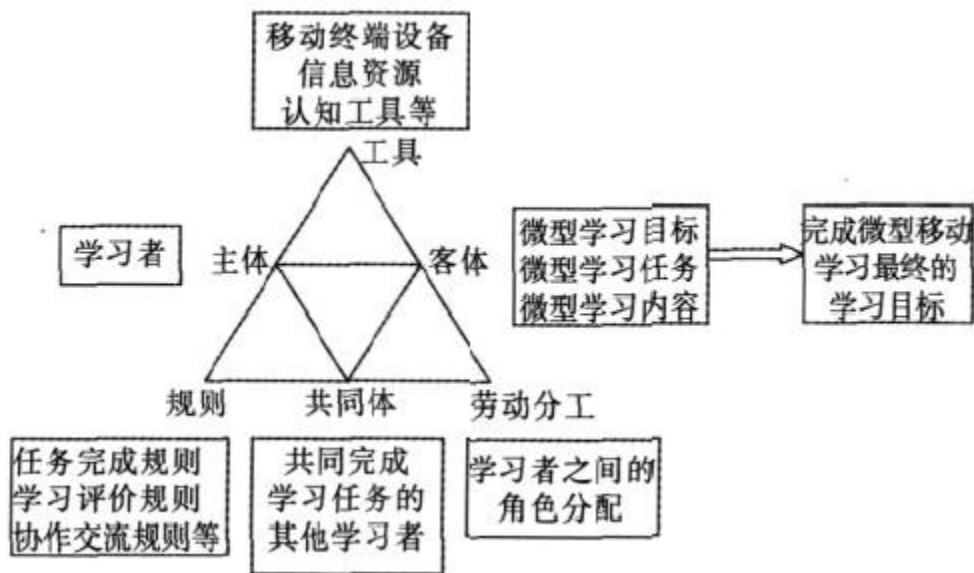 移动终端设备
信息资源
认知工具等
工具
学习者
主体
客体
微型学习目标
微型学习任务
微型学习内容
完成微型移动
学习最终的
学习目标
规则
共同体
劳动分工
任务完成规则
学习评价规则
协作交流规则等
共同完成
学习任务的
其他学习者
学习者之间的
角色分配